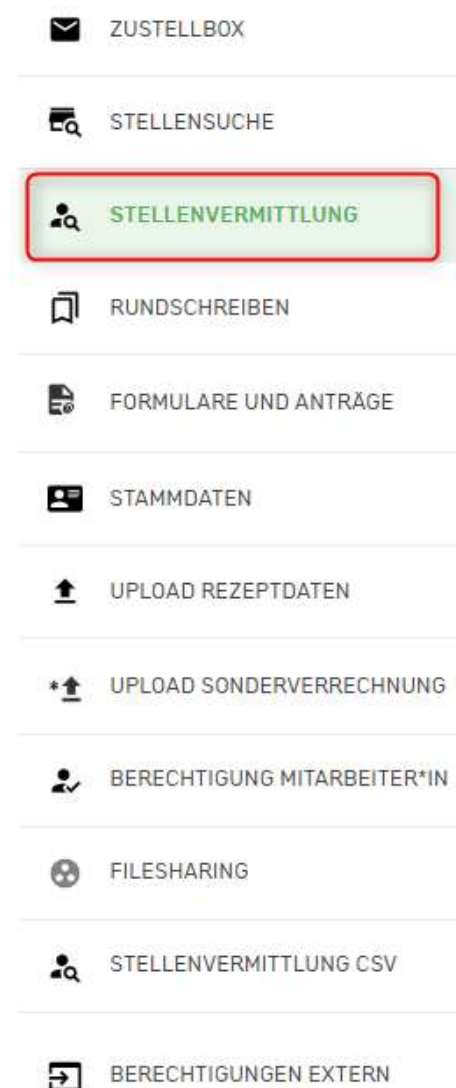 ZUSTELLBOX
STELLENSUCHE
STELLENVERMITTLUNG
RUNDSCHREIBEN
FORMULARE UND ANTRÄGE
STAMMDATEN
UPLOAD REZEPTDATEN
UPLOAD SONDERVERRECHNUNG
BERECHTIGUNG MITARBEITER*IN
FILESHARING
STELLENVERMITTLUNG CSV
BERECHTIGUNGEN EXTERN